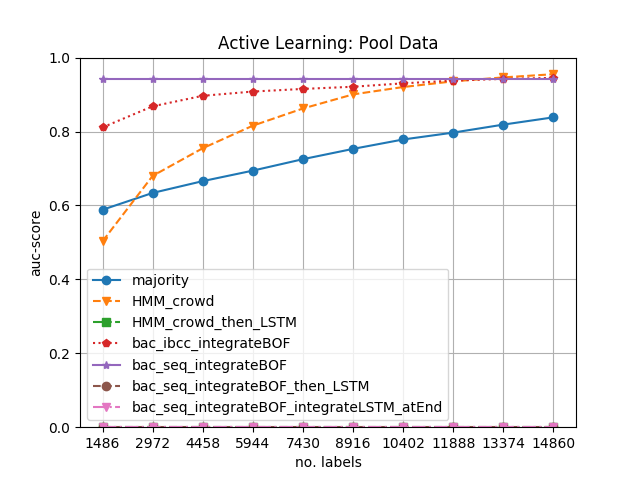 Active Learning: Pool Data
1.0
0.8
0.6
0.4
0.2
0.0
auc-score
majority
HMM_crowd
HMM_crowd_then_LSTM
bac_ibcc_integrateBOF
bac_seq_integrateBOF
bac_seq_integrateBOF_then_LSTM
bac_seq_integrateBOF_integrateLSTM_atEnd
1486 2972 4458 5944 7430 8916 10402 11888 13374 14860
no. labels